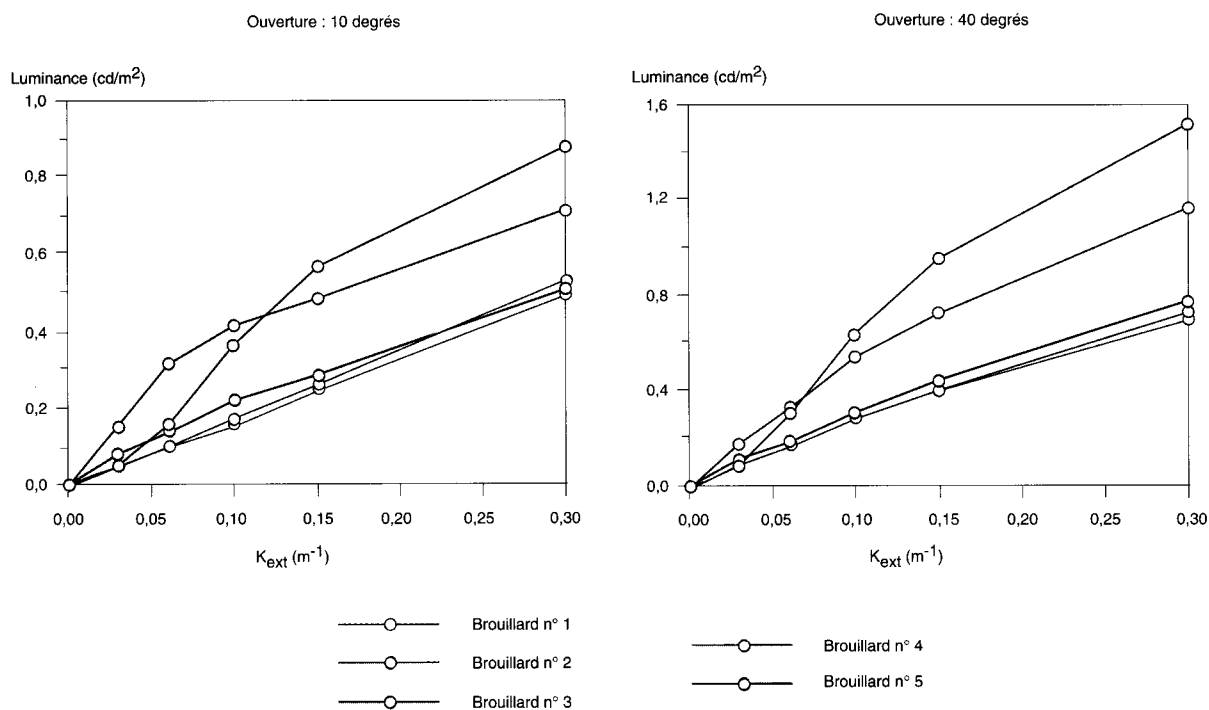 Ouverture : 10 degrés
Luminance (cd/m2)
1,0
0,8
0,6
0,4
0,2
0,0
0,00 0,05 0,10 0,15 0,20 0,25 0,30
Kext (m-1)
Ouverture : 40 degrés
Luminance (cd/m2)
1,6
1,2
0,8
0,4
0,0
0,00 0,05 0,10 0,15 0,20 0,25 0,30
Kext (m-1)
Brouillard n° 1
Brouillard n° 2
Brouillard n° 3
Brouillard n° 4
Brouillard n° 5